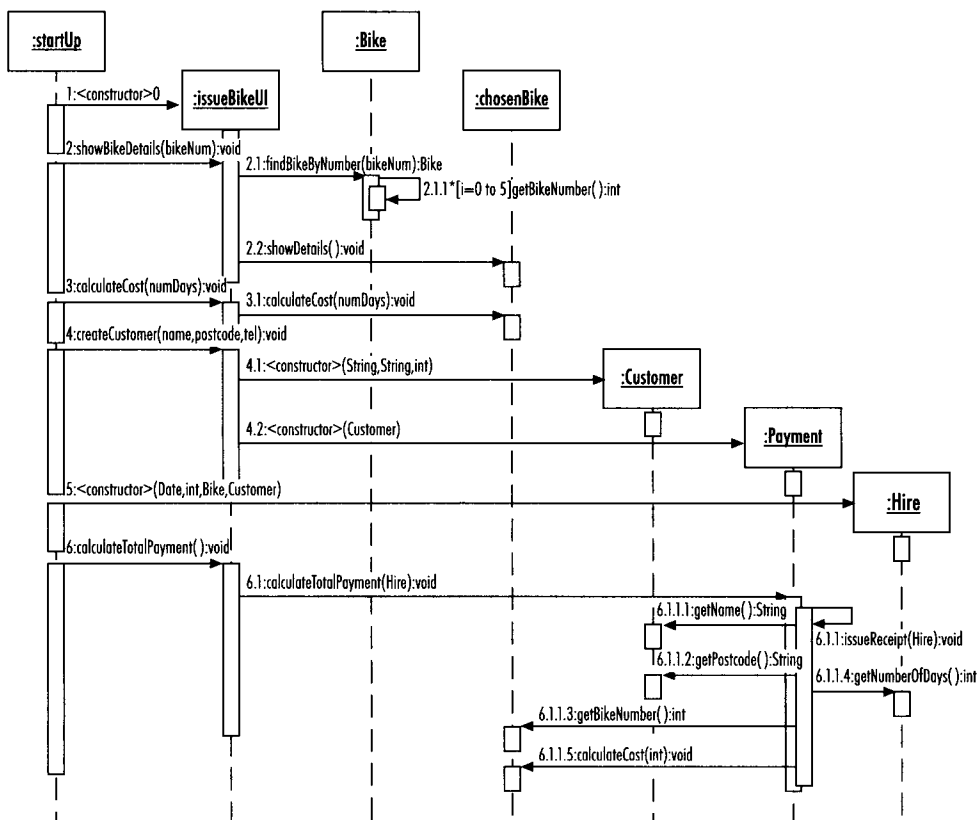 :startUp
:Bike
:issueBikeUI
:chosenBike
1:<constructor>()
2:showBikeDetails(bikeNum):void
2.1:findBikeByNumber(bikeNum):Bike
2.1.1*[i=0 to 5]getBikeNumber():int
2.2:showDetails():void
3:calculateCost(numDays):void
3.1:calculateCost(numDays):void
4:createCustomer(name,postcode,tel):void
4.1:<constructor>(String,String,int)
:Customer
4.2:<constructor>(Customer)
:Payment
5:<constructor>(Date,int,Bike,Customer)
:Hire
6:calculateTotalPayment():void
6.1:calculateTotalPayment(Hire):void
6.1.1.1:getName():String
6.1.1:issueReceipt(Hire):void
6.1.1.2:getPostcode():String
6.1.1.4:getNumberOfDays():int
6.1.1.3:getBikeNumber():int
6.1.1.5:calculateCost(int):void